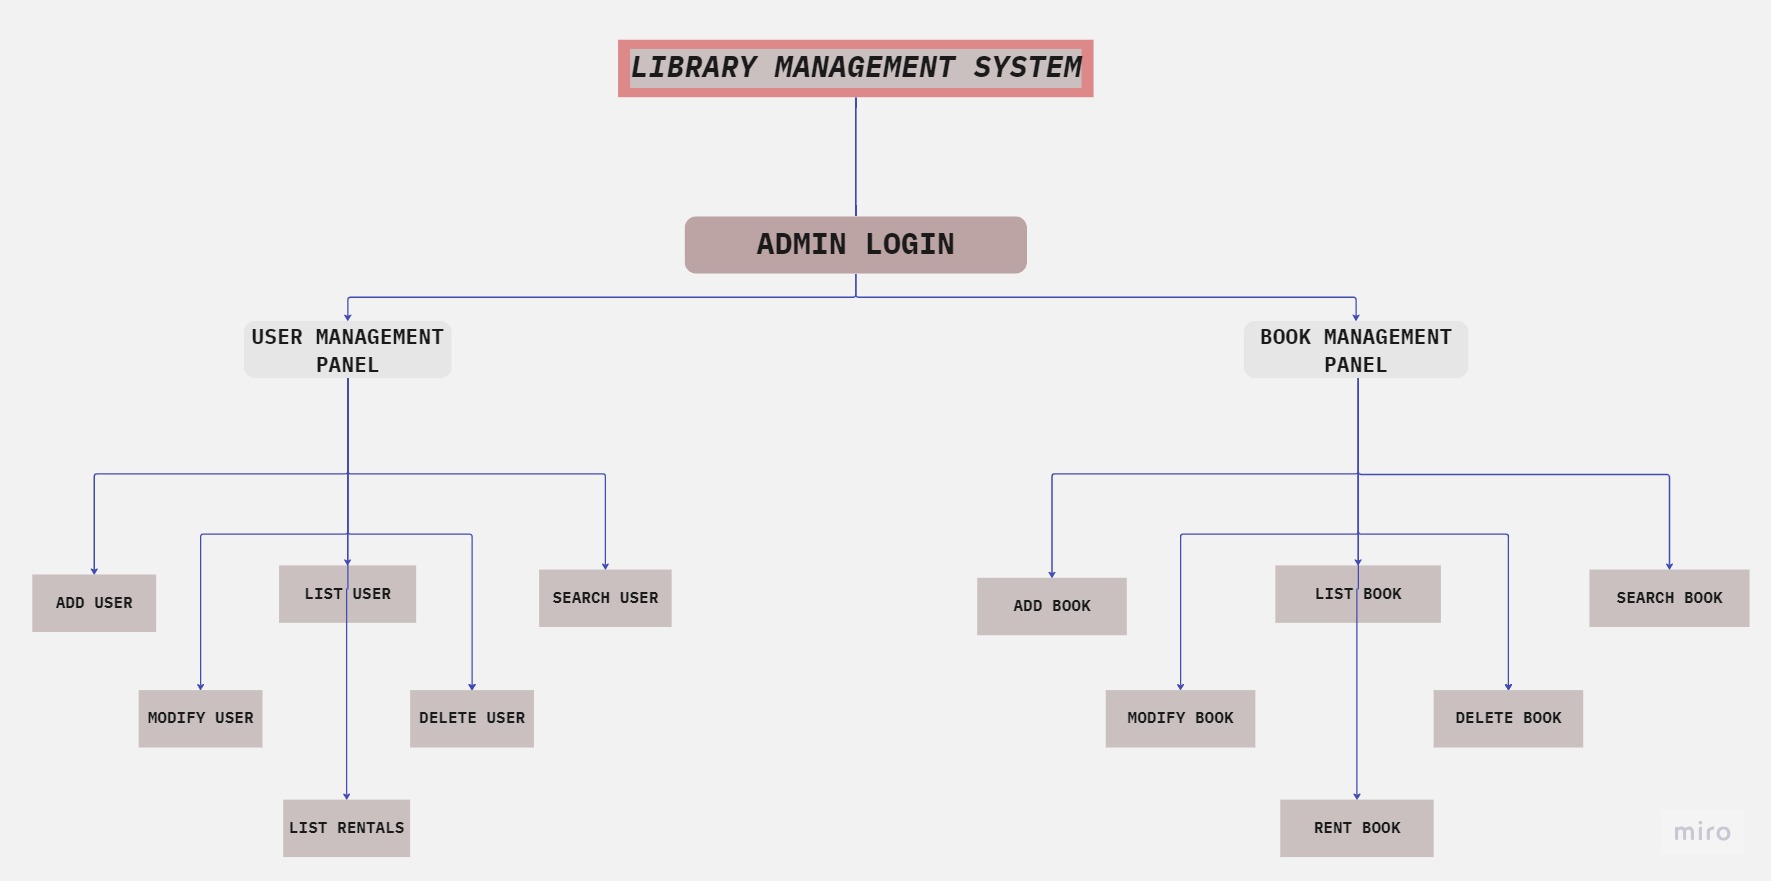 LIBRARY MANAGEMENT SYSTEM
ADMIN LOGIN
USER MANAGEMENT
PANEL
BOOK MANAGEMENT
PANEL
ADD USER
LIST USER
SEARCH USER
MODIFY USER
DELETE USER
LIST RENTALS
ADD BOOK
LIST BOOK
SEARCH BOOK
MODIFY BOOK
DELETE BOOK
RENT BOOK
miro